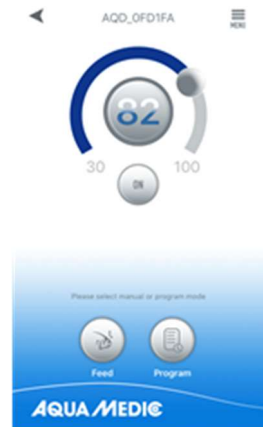 AQD_0FD1FA
MENU
82
30 100
ON
Please select manual or program mode
Feed Program
AQUA MEDIC